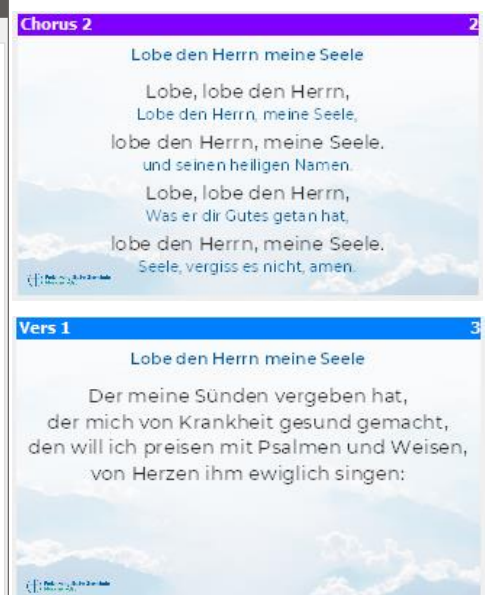 Chorus 2 2
Lobe den Herrn meine Seele
Lobe, lobe den Herrn,
Lobe den Herrn, meine Seele,
lobe den Herrn, meine Seele.
und seinen heiligen Namen.
Lobe, lobe den Herrn,
Was er dir Gutes getan hat,
lobe den Herrn, meine Seele.
Seele, vergiss es nicht, amen.
Vers 1 3
Lobe den Herrn meine Seele
Der meine Sünden vergeben hat,
der mich von Krankheit gesund gemacht,
den will ich preisen mit Psalmen und Weisen,
von Herzen ihm ewiglich singen: